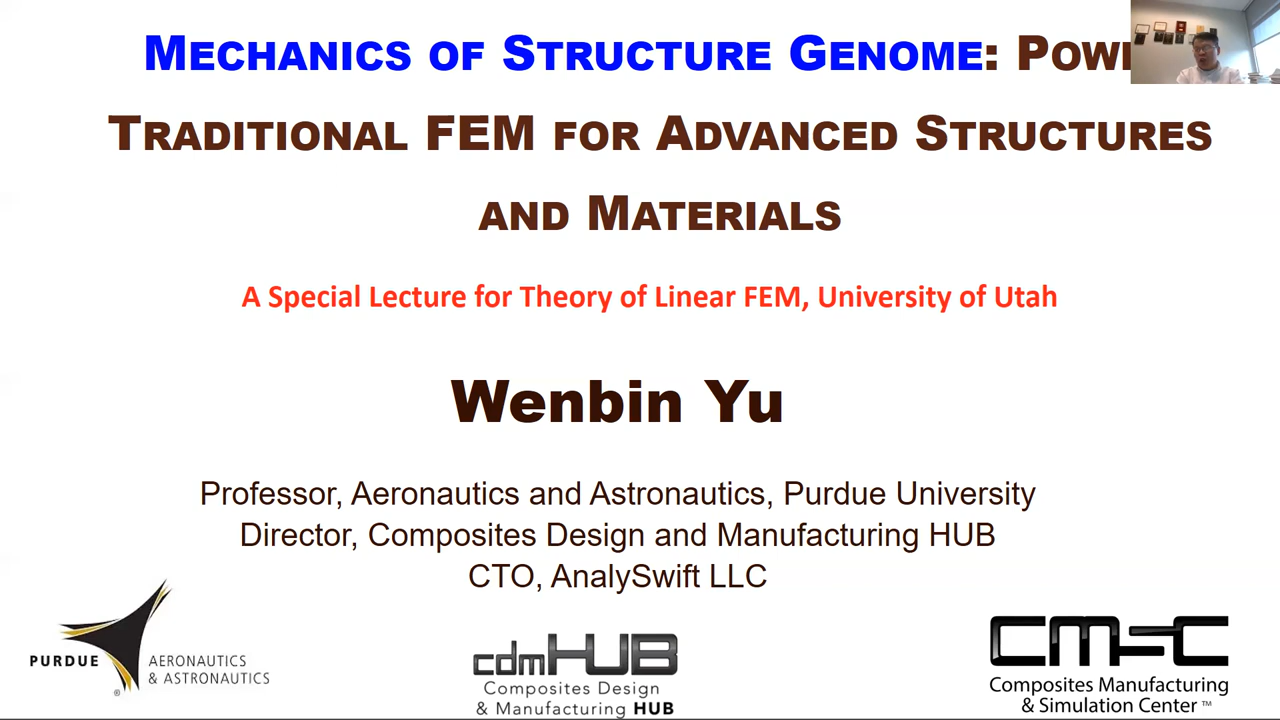 MECHANICS OF STRUCTURE GENOME:
TRADITIONAL FEM FOR ADVANCED STRUCTURES
AND MATERIALS
A Special Lecture for Theory of Linear FEM, University of Utah
Wenbin Yu
Professor, Aeronautics and Astronautics, Purdue University
Director, Composites Design and Manufacturing HUB
CTO, AnalySwift LLC
PURDUE
AERONAUTICS
& ASTRONAUTICS
®
cdmHUB
Composites Design
& Manufacturing HUB
CMSC
Composites Manufacturing
& Simulation Center™